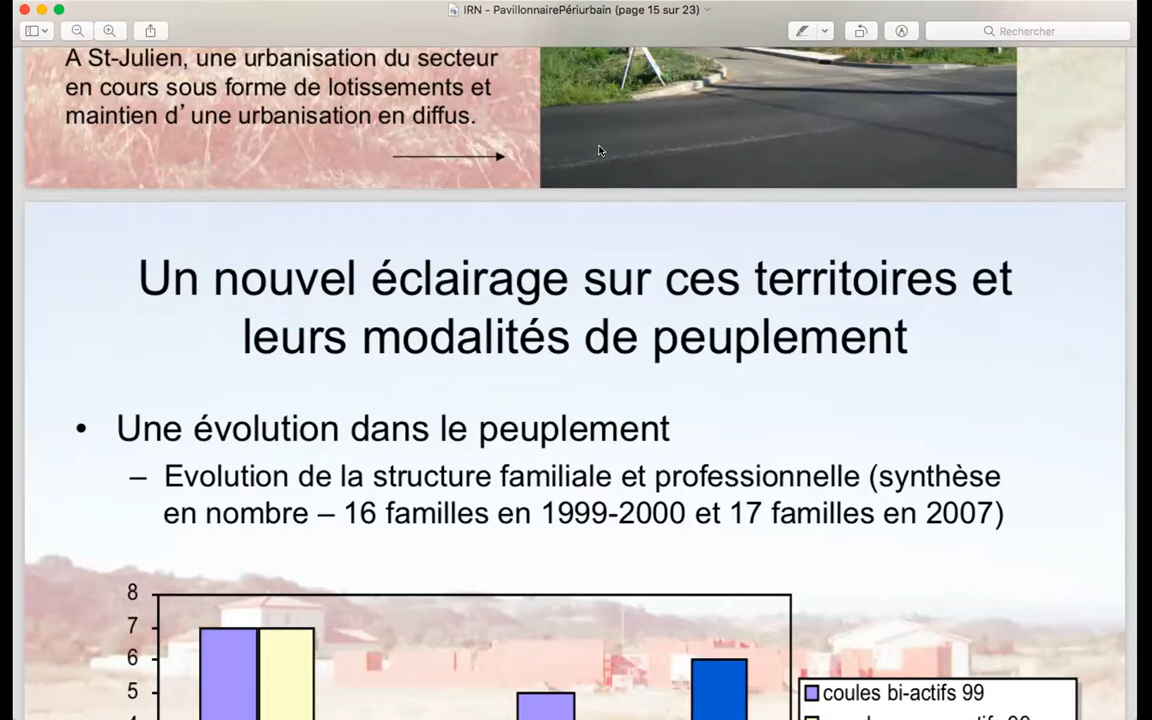 IRN - PavillonnairePériurbain (page 15 sur 23)
Rechercher
A St-Julien, une urbanisation du secteur
en cours sous forme de lotissements et
maintien d’une urbanisation en diffus.
Un nouvel éclairage sur ces territoires et
leurs modalités de peuplement
• Une évolution dans le peuplement
– Evolution de la structure familiale et professionnelle (synthèse
en nombre – 16 familles en 1999-2000 et 17 familles en 2007)
8
7
6
5
coules bi-actifs 99